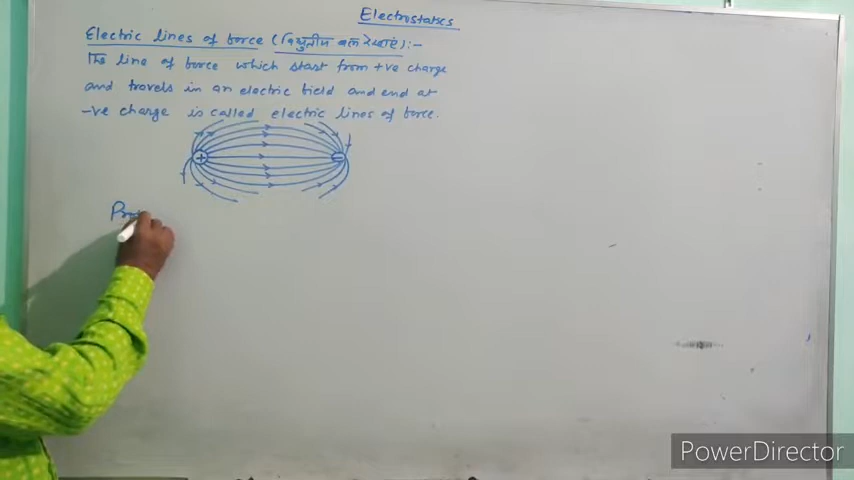 Electrostatics
Electric lines of force (विद्युतीय बल रेखाएं):-
The line of force which start from +ve charge
and travels in an electric field and end at
-ve charge is called electric lines of force.
+ -
PowerDirector